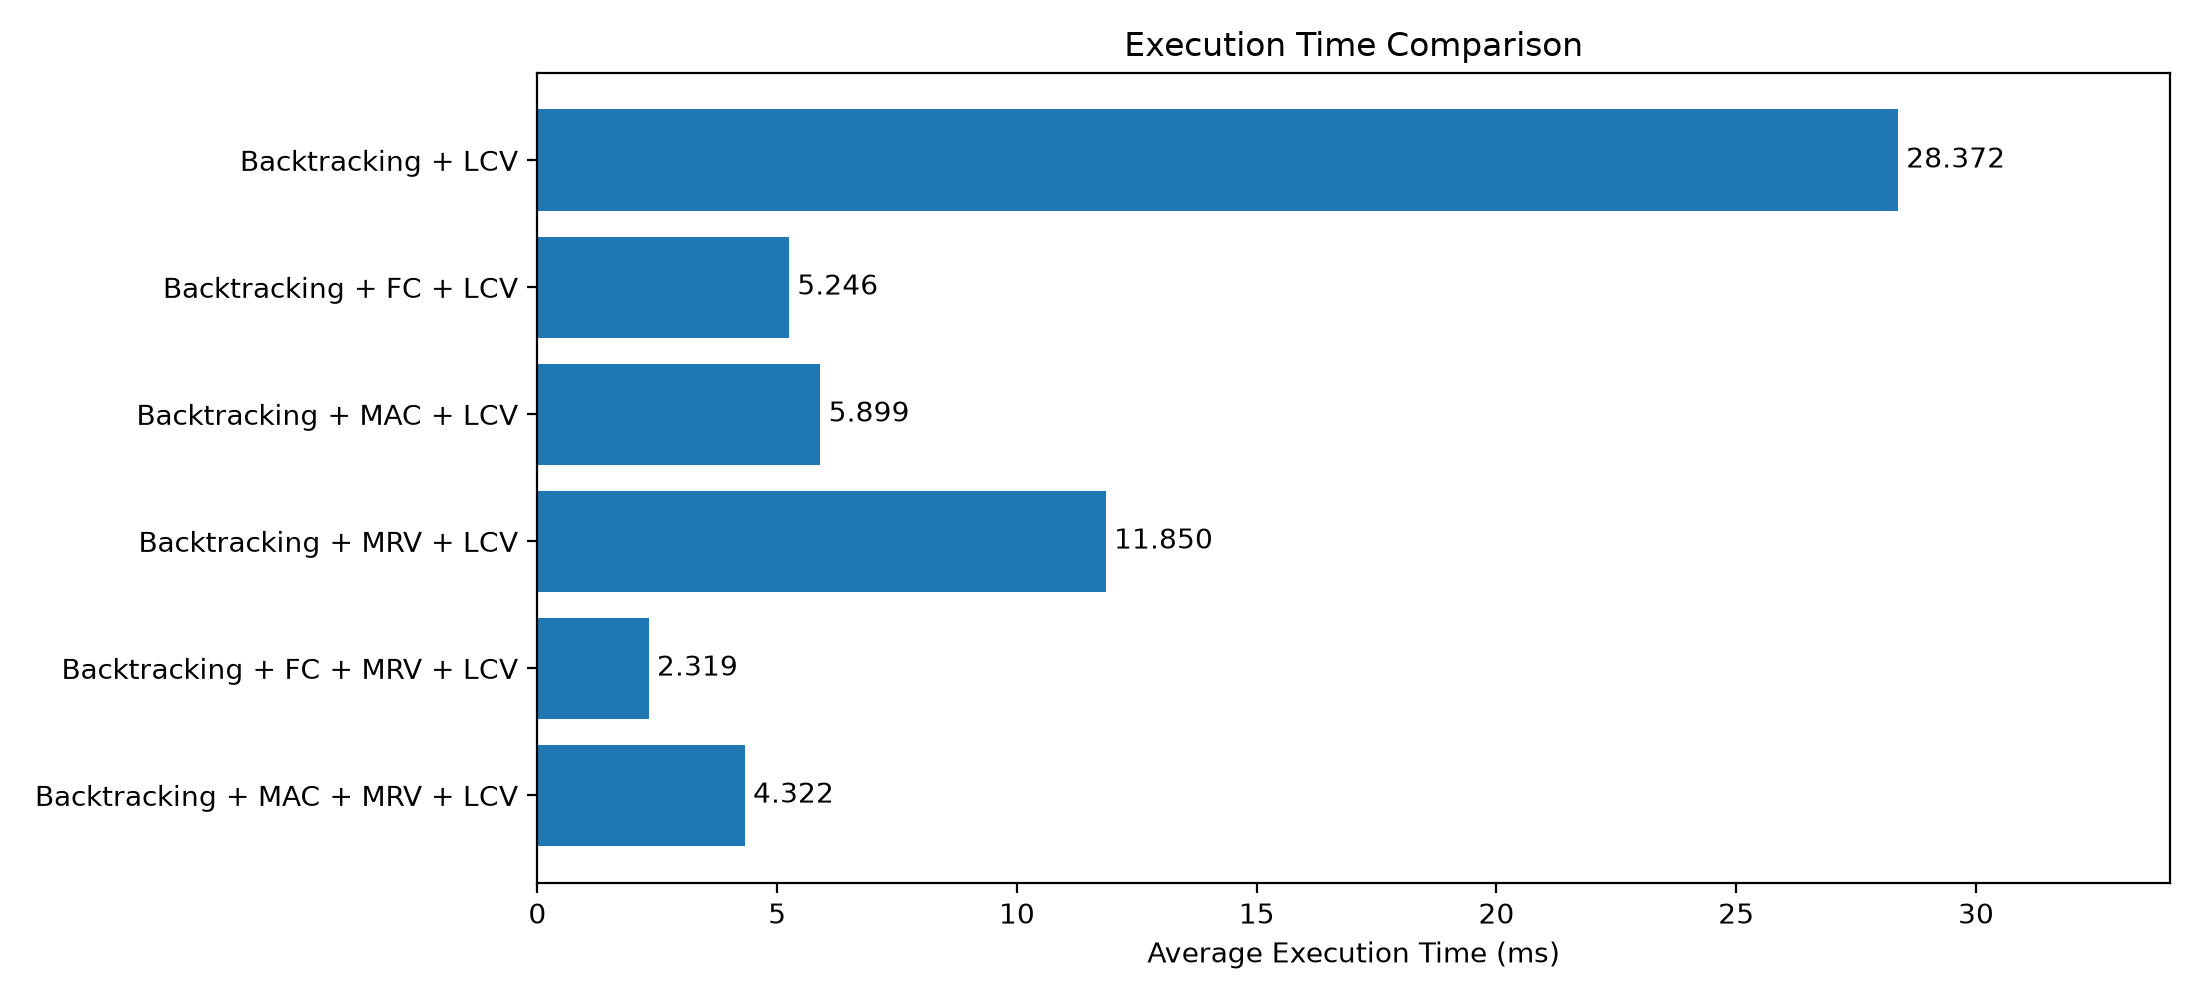 Execution Time Comparison
Backtracking + LCV
28.372
Backtracking + FC + LCV
5.246
Backtracking + MAC + LCV
5.899
Backtracking + MRV + LCV
11.850
Backtracking + FC + MRV + LCV
2.319
Backtracking + MAC + MRV + LCV
4.322
0 5 10 15 20 25 30
Average Execution Time (ms)